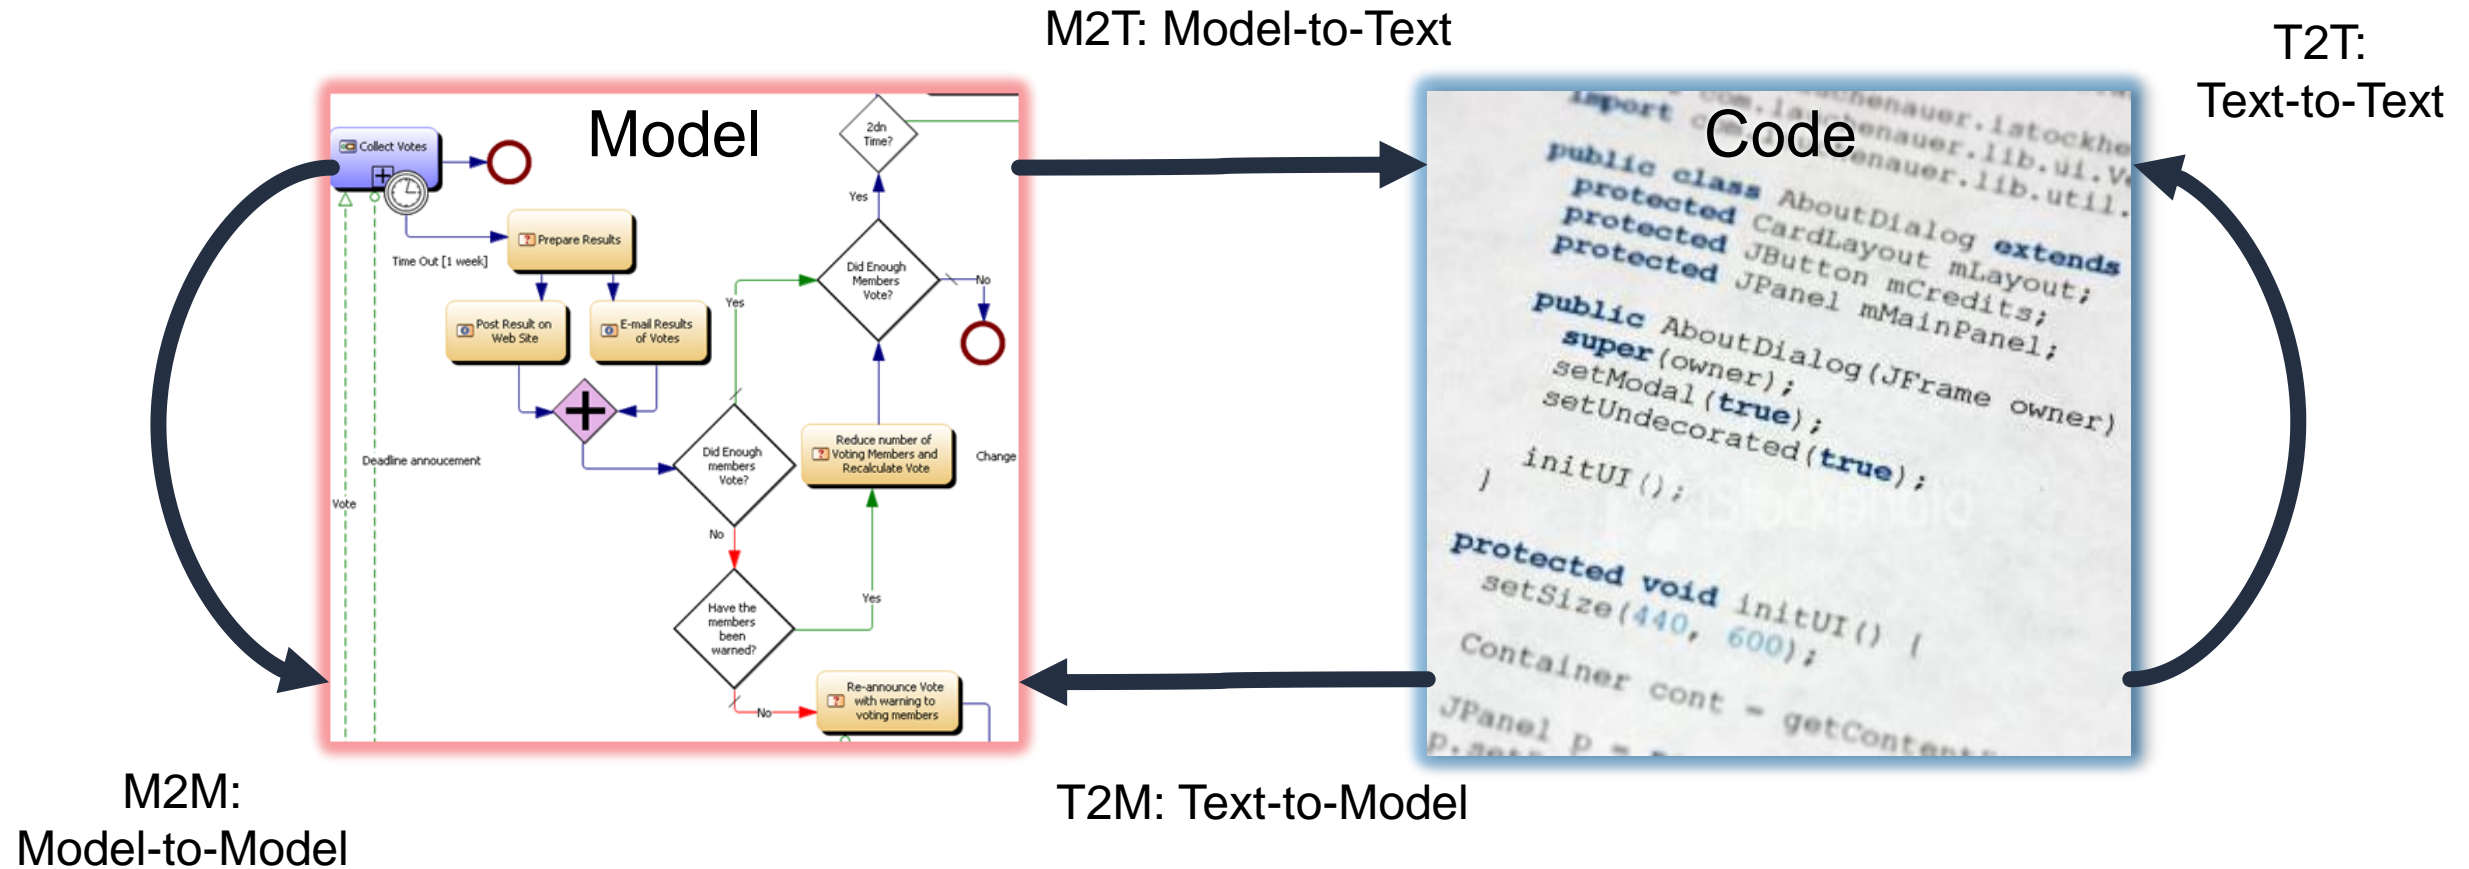 M2T: Model-to-Text
T2T:
Text-to-Text
Model
Collect Votes
2dn
Time?
Yes
Prepare Results
Time Out [1 week]
Did Enough
Members
Vote?
No
Yes
Post Result on
Web Site
E-mail Results
of Votes
Reduce number of
Voting Members and
Recalculate Vote
Change
Did Enough
members
Vote?
Deadline annoucement
Vote
No
Yes
Have the
members
been
warned?
No
Re-announce Vote
with warning to
voting members
Code
import
public class AboutDialog extends
protected CardLayout mLayout;
protected JButton mCredits;
protected JPanel mMainPanel;
public AboutDialog(JFrame owner)
super(owner);
setModal(true);
setUndecorated(true);
initUI();
}
protected void initUI() {
setSize(440, 600);
Container cont = getContent
JPanel p =
M2M:
Model-to-Model
T2M: Text-to-Model